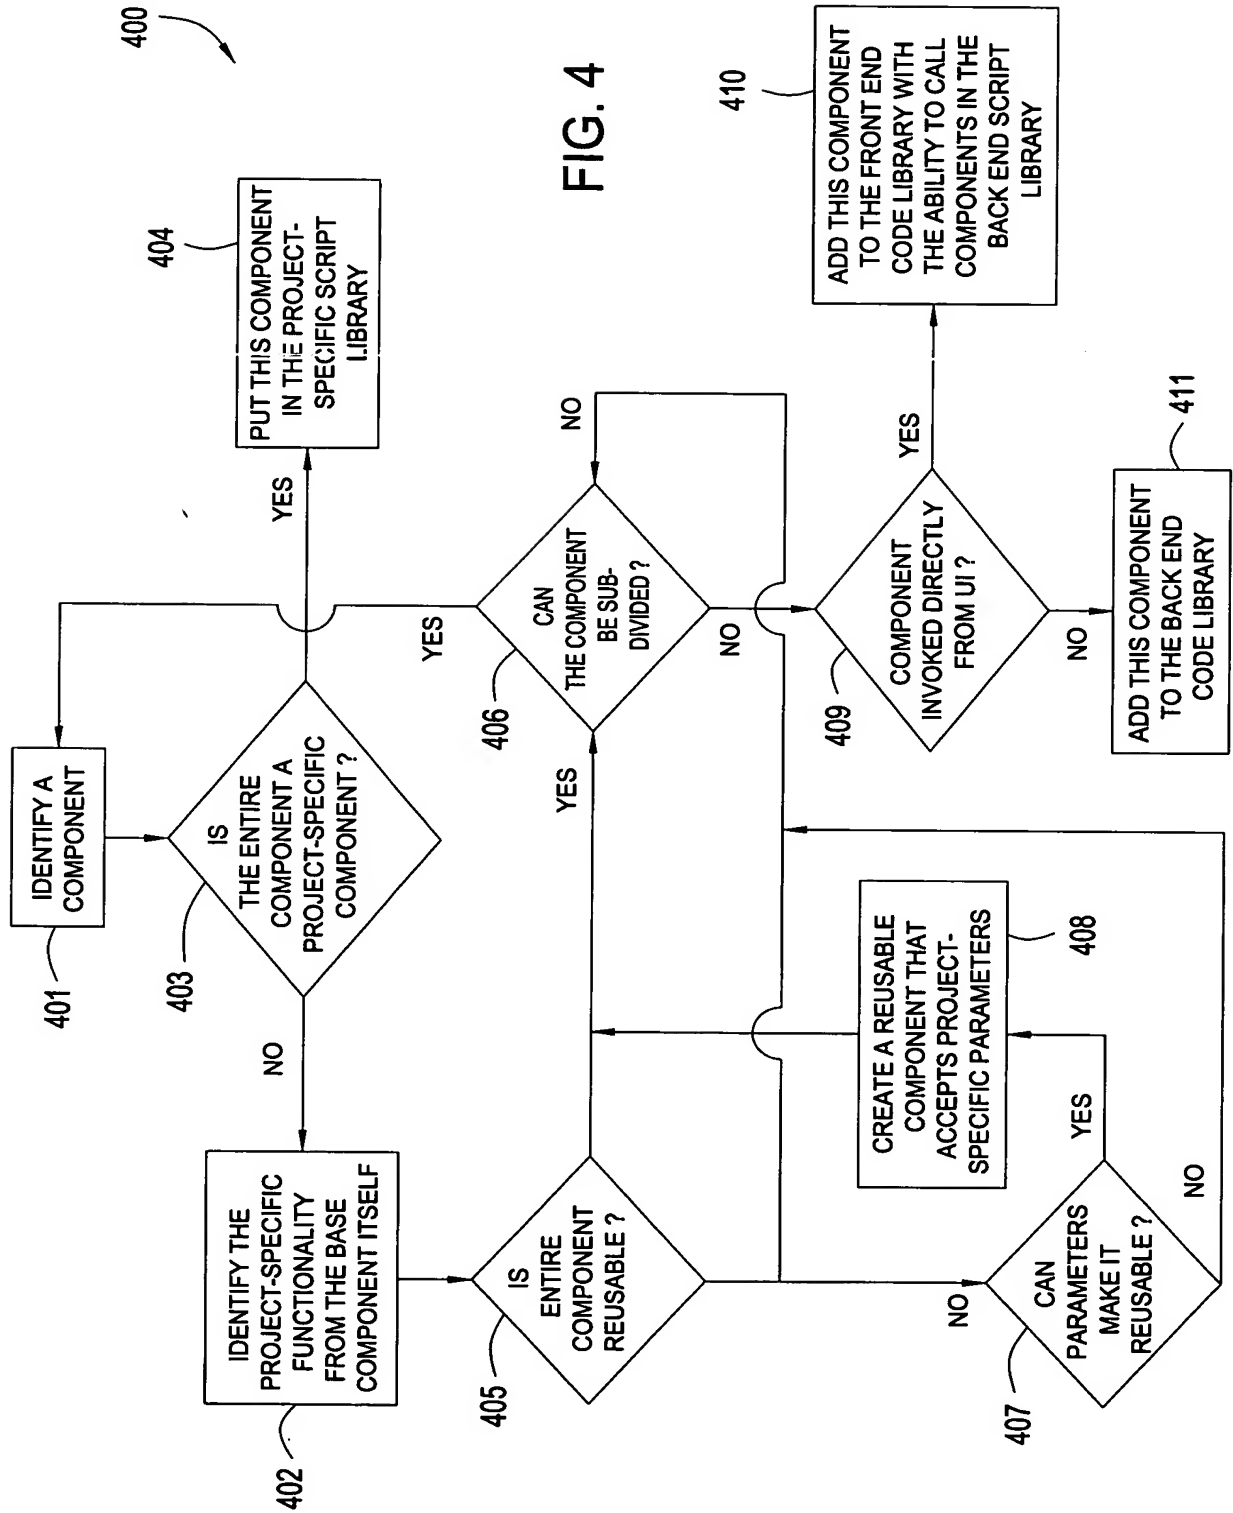 400
401
IDENTIFY A
COMPONENT
403
IS
THE ENTIRE
COMPONENT A
PROJECT-SPECIFIC
COMPONENT ?
YES
404
PUT THIS COMPONENT
IN THE PROJECT-
SPECIFIC SCRIPT
LIBRARY
NO
402
IDENTIFY THE
PROJECT-SPECIFIC
FUNCTIONALITY
FROM THE BASE
COMPONENT ITSELF
405
IS
ENTIRE
COMPONENT
REUSABLE ?
YES
406
CAN
THE COMPONENT
BE SUB-
DIVIDED ?
YES
NO
NO
FIG. 4
NO
407
CAN
PARAMETERS
MAKE IT
REUSABLE ?
YES
NO
408
CREATE A REUSABLE
COMPONENT THAT
ACCEPTS PROJECT-
SPECIFIC PARAMETERS
409
COMPONENT
INVOKED DIRECTLY
FROM UI ?
YES
410
ADD THIS COMPONENT
TO THE FRONT END
CODE LIBRARY WITH
THE ABILITY TO CALL
COMPONENTS IN THE
BACK END SCRIPT
LIBRARY
NO
411
ADD THIS COMPONENT
TO THE BACK END
CODE LIBRARY